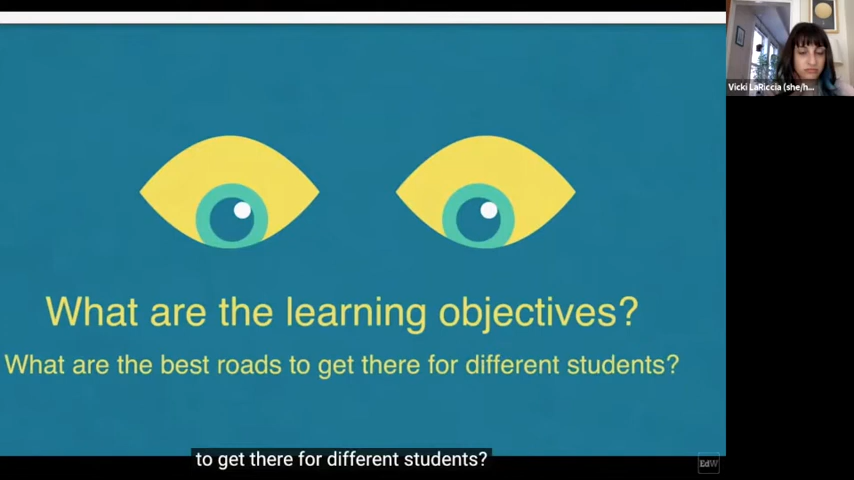 Vicki LaRiccia (she/h...
What are the learning objectives?
What are the best roads to get there for different students?
to get there for different students?
EdW